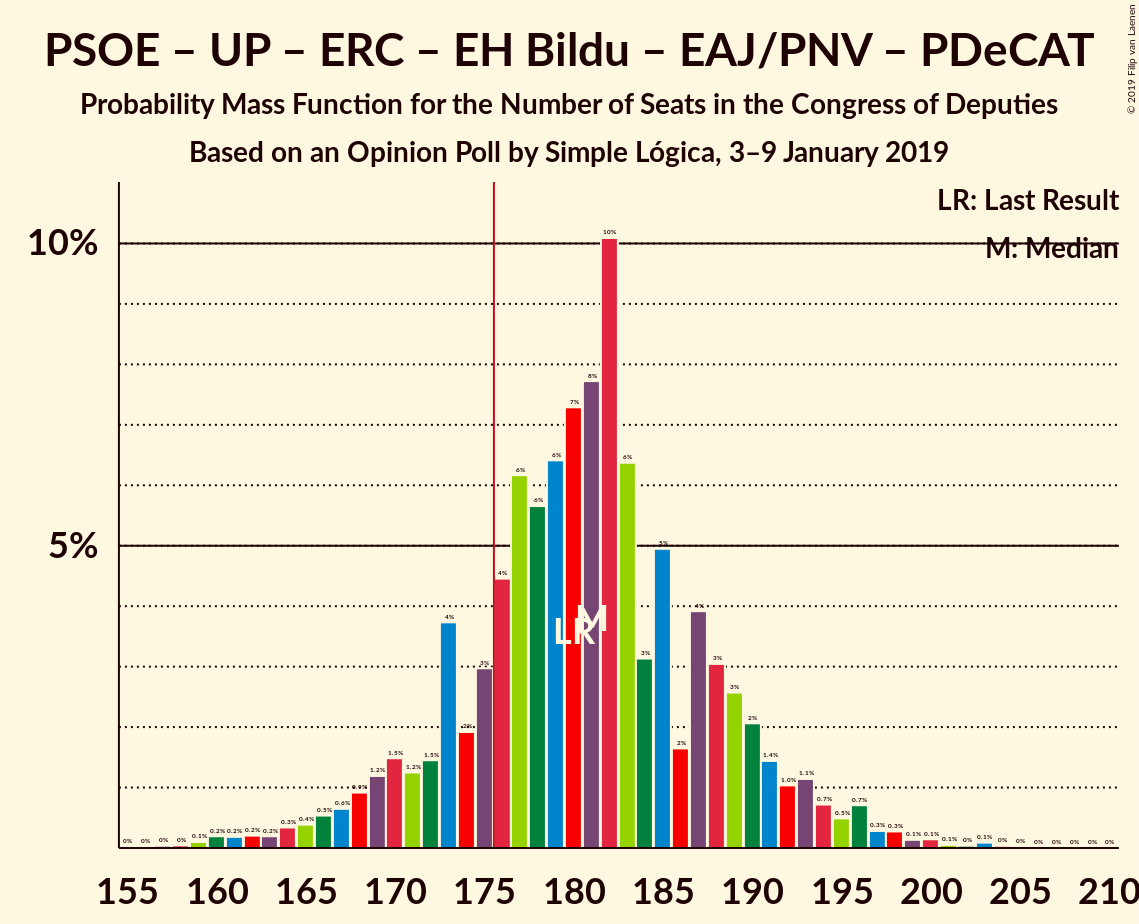 PSOE – UP – ERC – EH Bildu – EAJ/PNV – PDeCAT
Probability Mass Function for the Number of Seats in the Congress of Deputies
Based on an Opinion Poll by Simple Lógica, 3–9 January 2019
© 2019 Filip van Laenen
LR: Last Result
M: Median
10%
5%
0% 0% 0% 0% 0.1% 0.2% 0.2% 0.2% 0.2% 0.3% 0.4% 0.5% 0.6% 0.9% 1.2% 1.5% 1.2% 1.5% 4% 2% 3% 4% 6% 6% 6% 7% 8% 10% 6% 3% 5% 2% 4% 3% 3% 2% 1.4% 1.0% 1.1% 0.7% 0.5% 0.7% 0.3% 0.3% 0.1% 0.1% 0.1% 0% 0.1% 0% 0% 0% 0% 0% 0% 0%
M
LR
155 160 165 170 175 180 185 190 195 200 205 210